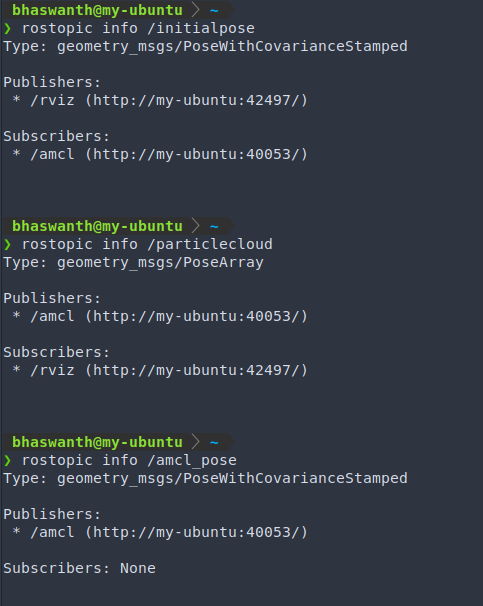 bhaswanth@my-ubuntu > ~
❯ rostopic info /initialpose
Type: geometry_msgs/PoseWithCovarianceStamped
Publishers:
* /rviz (http://my-ubuntu:42497/)
Subscribers:
* /amcl (http://my-ubuntu:40053/)
bhaswanth@my-ubuntu > ~
❯ rostopic info /particlecloud
Type: geometry_msgs/PoseArray
Publishers:
* /amcl (http://my-ubuntu:40053/)
Subscribers:
* /rviz (http://my-ubuntu:42497/)
bhaswanth@my-ubuntu > ~
❯ rostopic info /amcl_pose
Type: geometry_msgs/PoseWithCovarianceStamped
Publishers:
* /amcl (http://my-ubuntu:40053/)
Subscribers: None